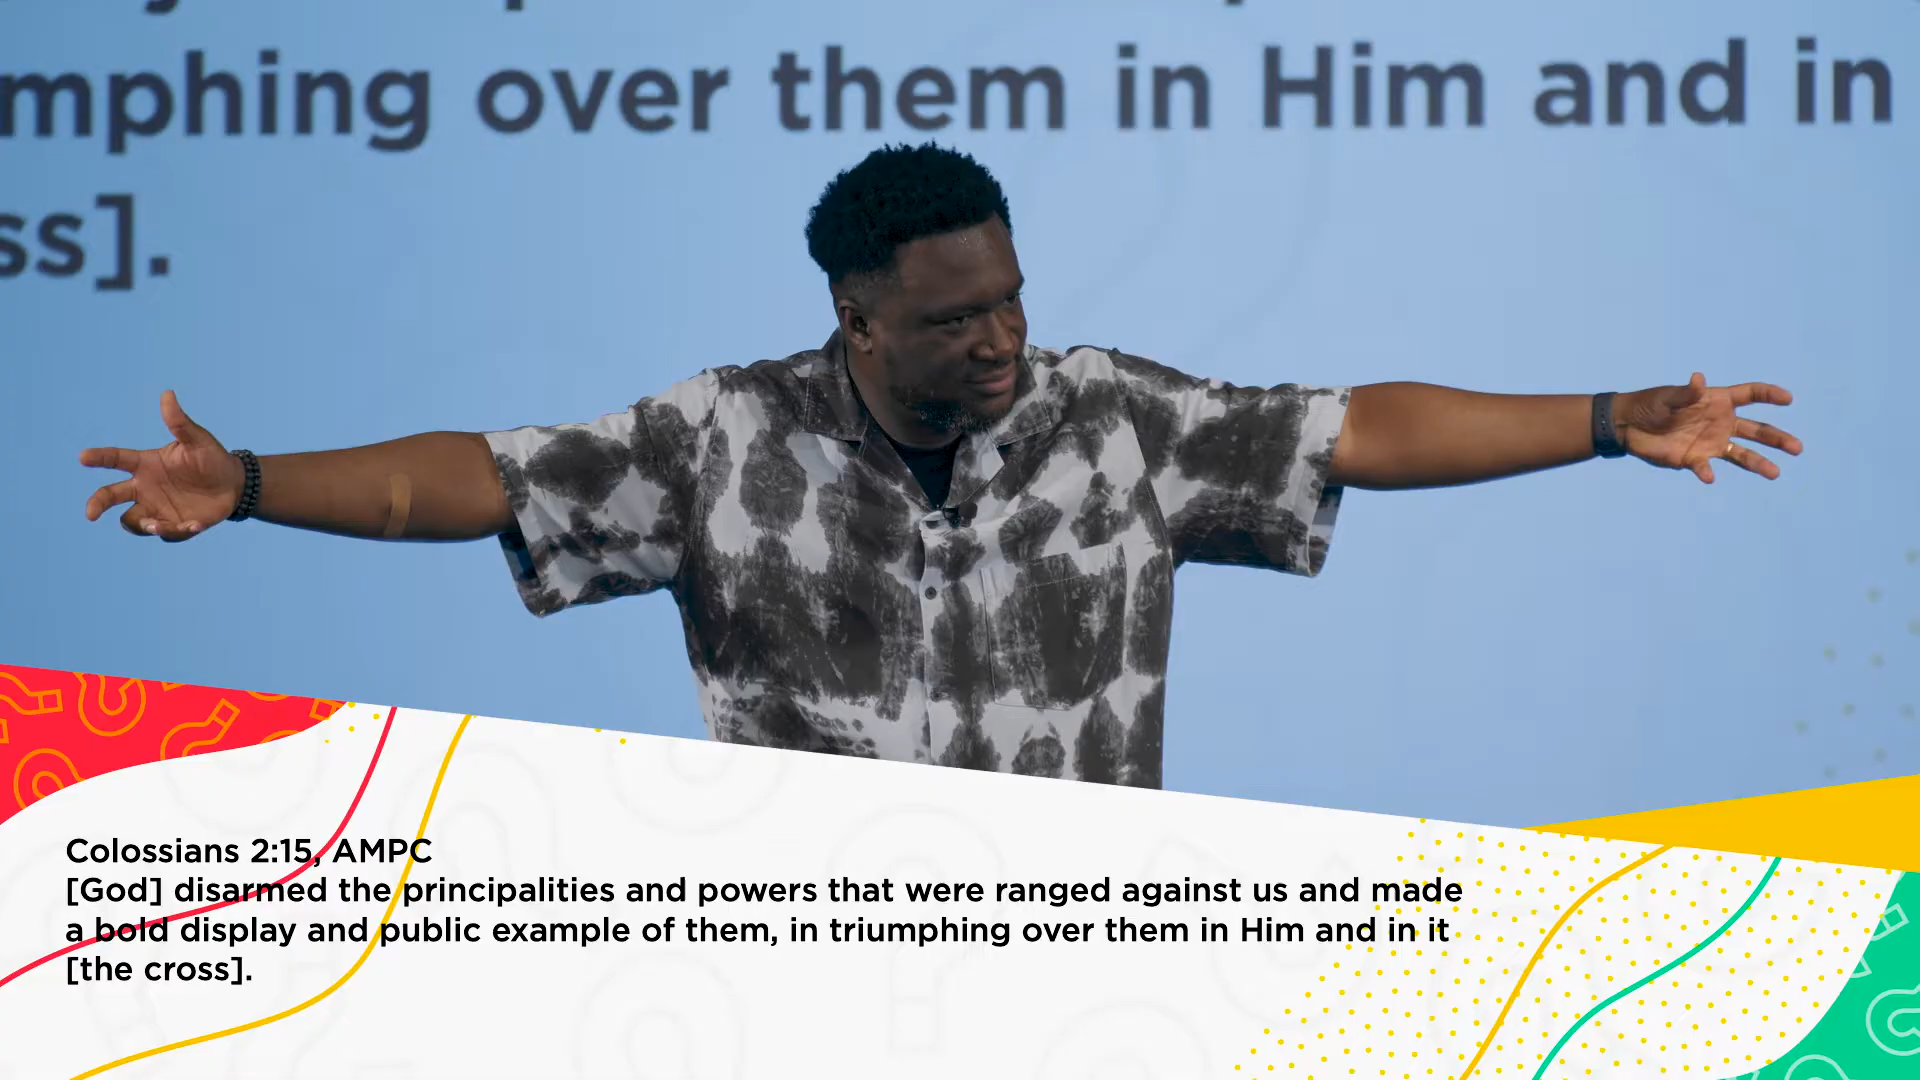 mphing over them in Him and in
ss].
Colossians 2:15, AMPC
[God] disarmed the principalities and powers that were ranged against us and made
a bold display and public example of them, in triumphing over them in Him and in it
[the cross].